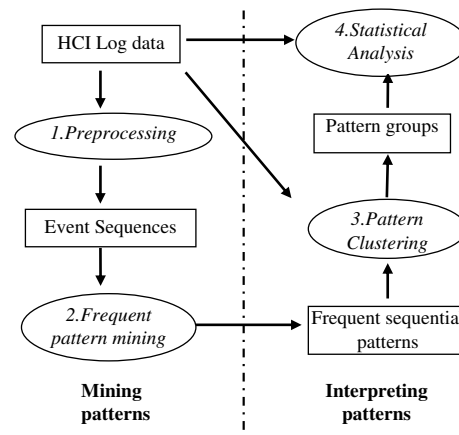 HCI Log data
1.Preprocessing
Event Sequences
2.Frequent
pattern mining
Mining
patterns
4.Statistical
Analysis
Pattern groups
3.Pattern
Clustering
Frequent sequential
patterns
Interpreting
patterns